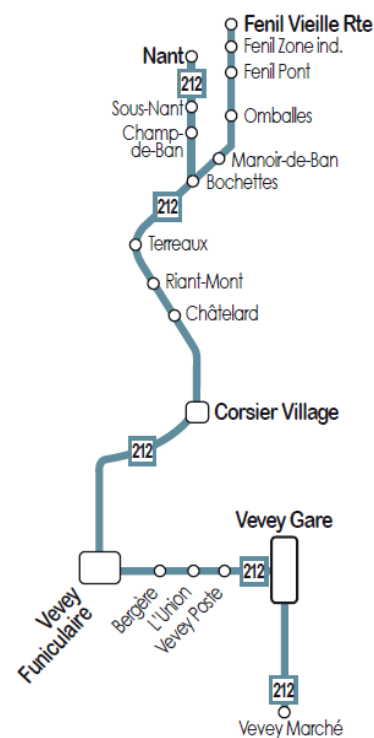 Fenil Vieille Rte
Fenil Zone ind.
Nant
Fenil Pont
212
Sous-Nant
Omballes
Champ-
de-Ban
Manoir-de-Ban
Bochettes
212
Terreaux
Riant-Mont
Châtelard
Corsier Village
212
Vevey Gare
Vevey
Funiculaire
Bergère
L'Union
Vevey Poste
212
212
Vevey Marché